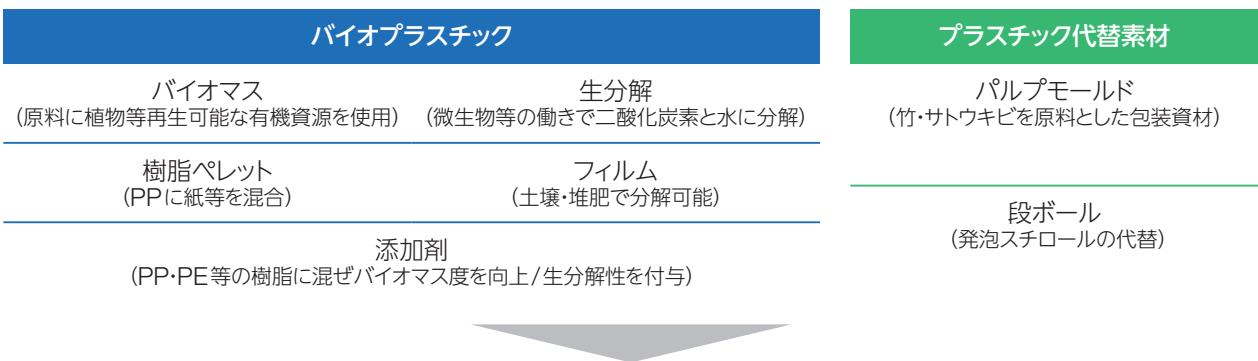 バイオプラスチック
バイオマス
（原料に植物等再生可能な有機資源を使用）
生分解
（微生物等の働きで二酸化炭素と水に分解）
樹脂ペレット
（PPに紙等を混合）
フィルム
（土壌・堆肥で分解可能）
添加剤
（PP・PE等の樹脂に混ぜバイオマス度を向上/生分解性を付与）
プラスチック代替素材
パルプモールド
（竹・サトウキビを原料とした包装資材）
段ボール
（発泡スチロールの代替）